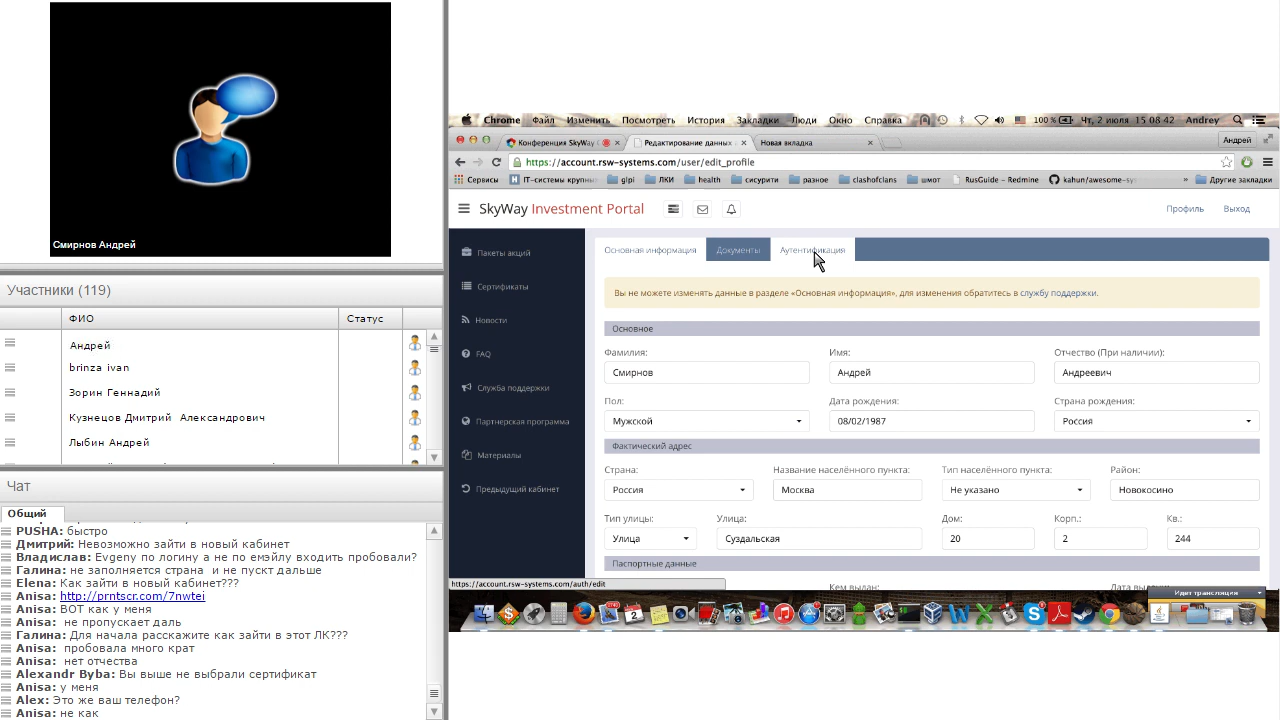 Смирнов Андрей
Участники (119)
ФИО
Статус
Андрей
brinza ivan
Зорин Геннадий
Кузнецов Дмитрий Александрович
Лыбин Андрей
Чат
Общий
PUSHA: быстро
Дмитрий: Невозможно зайти в новый кабинет
Владислав: Evgeny по логину а не по емэйлу входить пробовали?
Галина: не заполняется страна и не пускт дальше
Elena: Как зайти в новый кабинет???
Anisa: http://prntscr.com/7nwtei
Anisa: ВОТ как у меня
Anisa: не пропускает даль
Галина: Для начала расскажите как зайти в этот ЛК???
Anisa: пробовала много крат
Anisa: нет отчества
Alexandr Byba: Вы выше не выбрали сертификат
Anisa: у меня
Alex: Это же ваш телефон?
Anisa: не как
Chrome Файл Изменить Посмотреть История Закладки Люди Окно Справка 100 % Чт, 2 июля 15 08 42 Andrey
Конференция SkyWay
Редактирование данных
Новая вкладка
Андрей
https://account.rsw-systems.com/user/edit_profile
Сервисы
IT-системы крупны
glpi
ЛКИ
health
сисурити
разное
clashofclans
шмот
RusGuide - Redmine
kahun/awesome-sy
»
Другие закладки
SkyWay Investment Portal
Профиль
Выход
Пакеты акций
Сертификаты
Новости
FAQ
Служба поддержки
Партнерская программа
Материалы
Предыдущий кабинет
Основная информация
Документы
Аутентификация
Вы не можете изменять данные в разделе «Основная информация», для изменения обратитесь в службу поддержки.
Основное
Фамилия:
Имя:
Отчество (При наличии):
Смирнов
Андрей
Андреевич
Пол:
Дата рождения:
Страна рождения:
Мужской
08/02/1987
Россия
Фактический адрес
Страна:
Название населённого пункта:
Тип населённого пункта:
Район:
Россия
Москва
Не указано
Новокосино
Тип улицы:
Улица:
Дом:
Корп.:
Кв.:
Улица
Суздальская
20
2
244
Паспортные данные
Кем выдан:
https://account.rsw-systems.com/auth/edit
Идет трансляция